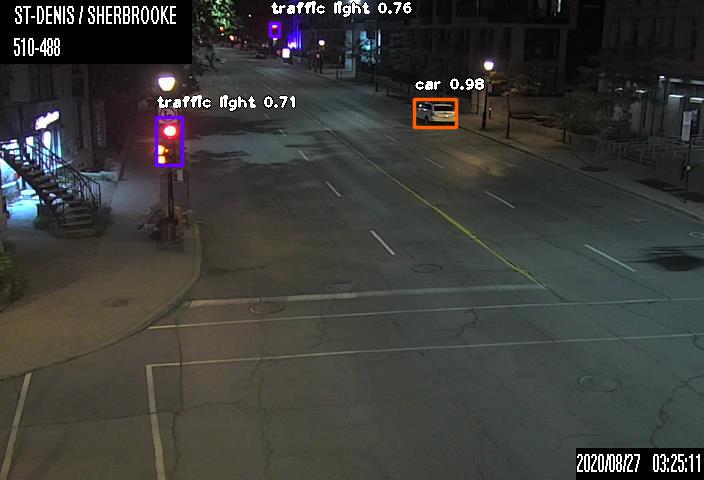 traffic light 0.76
ST-DENIS / SHERBROOKE
510-488
car 0.98
traffic light 0.71
2020/08/27 03:25:11